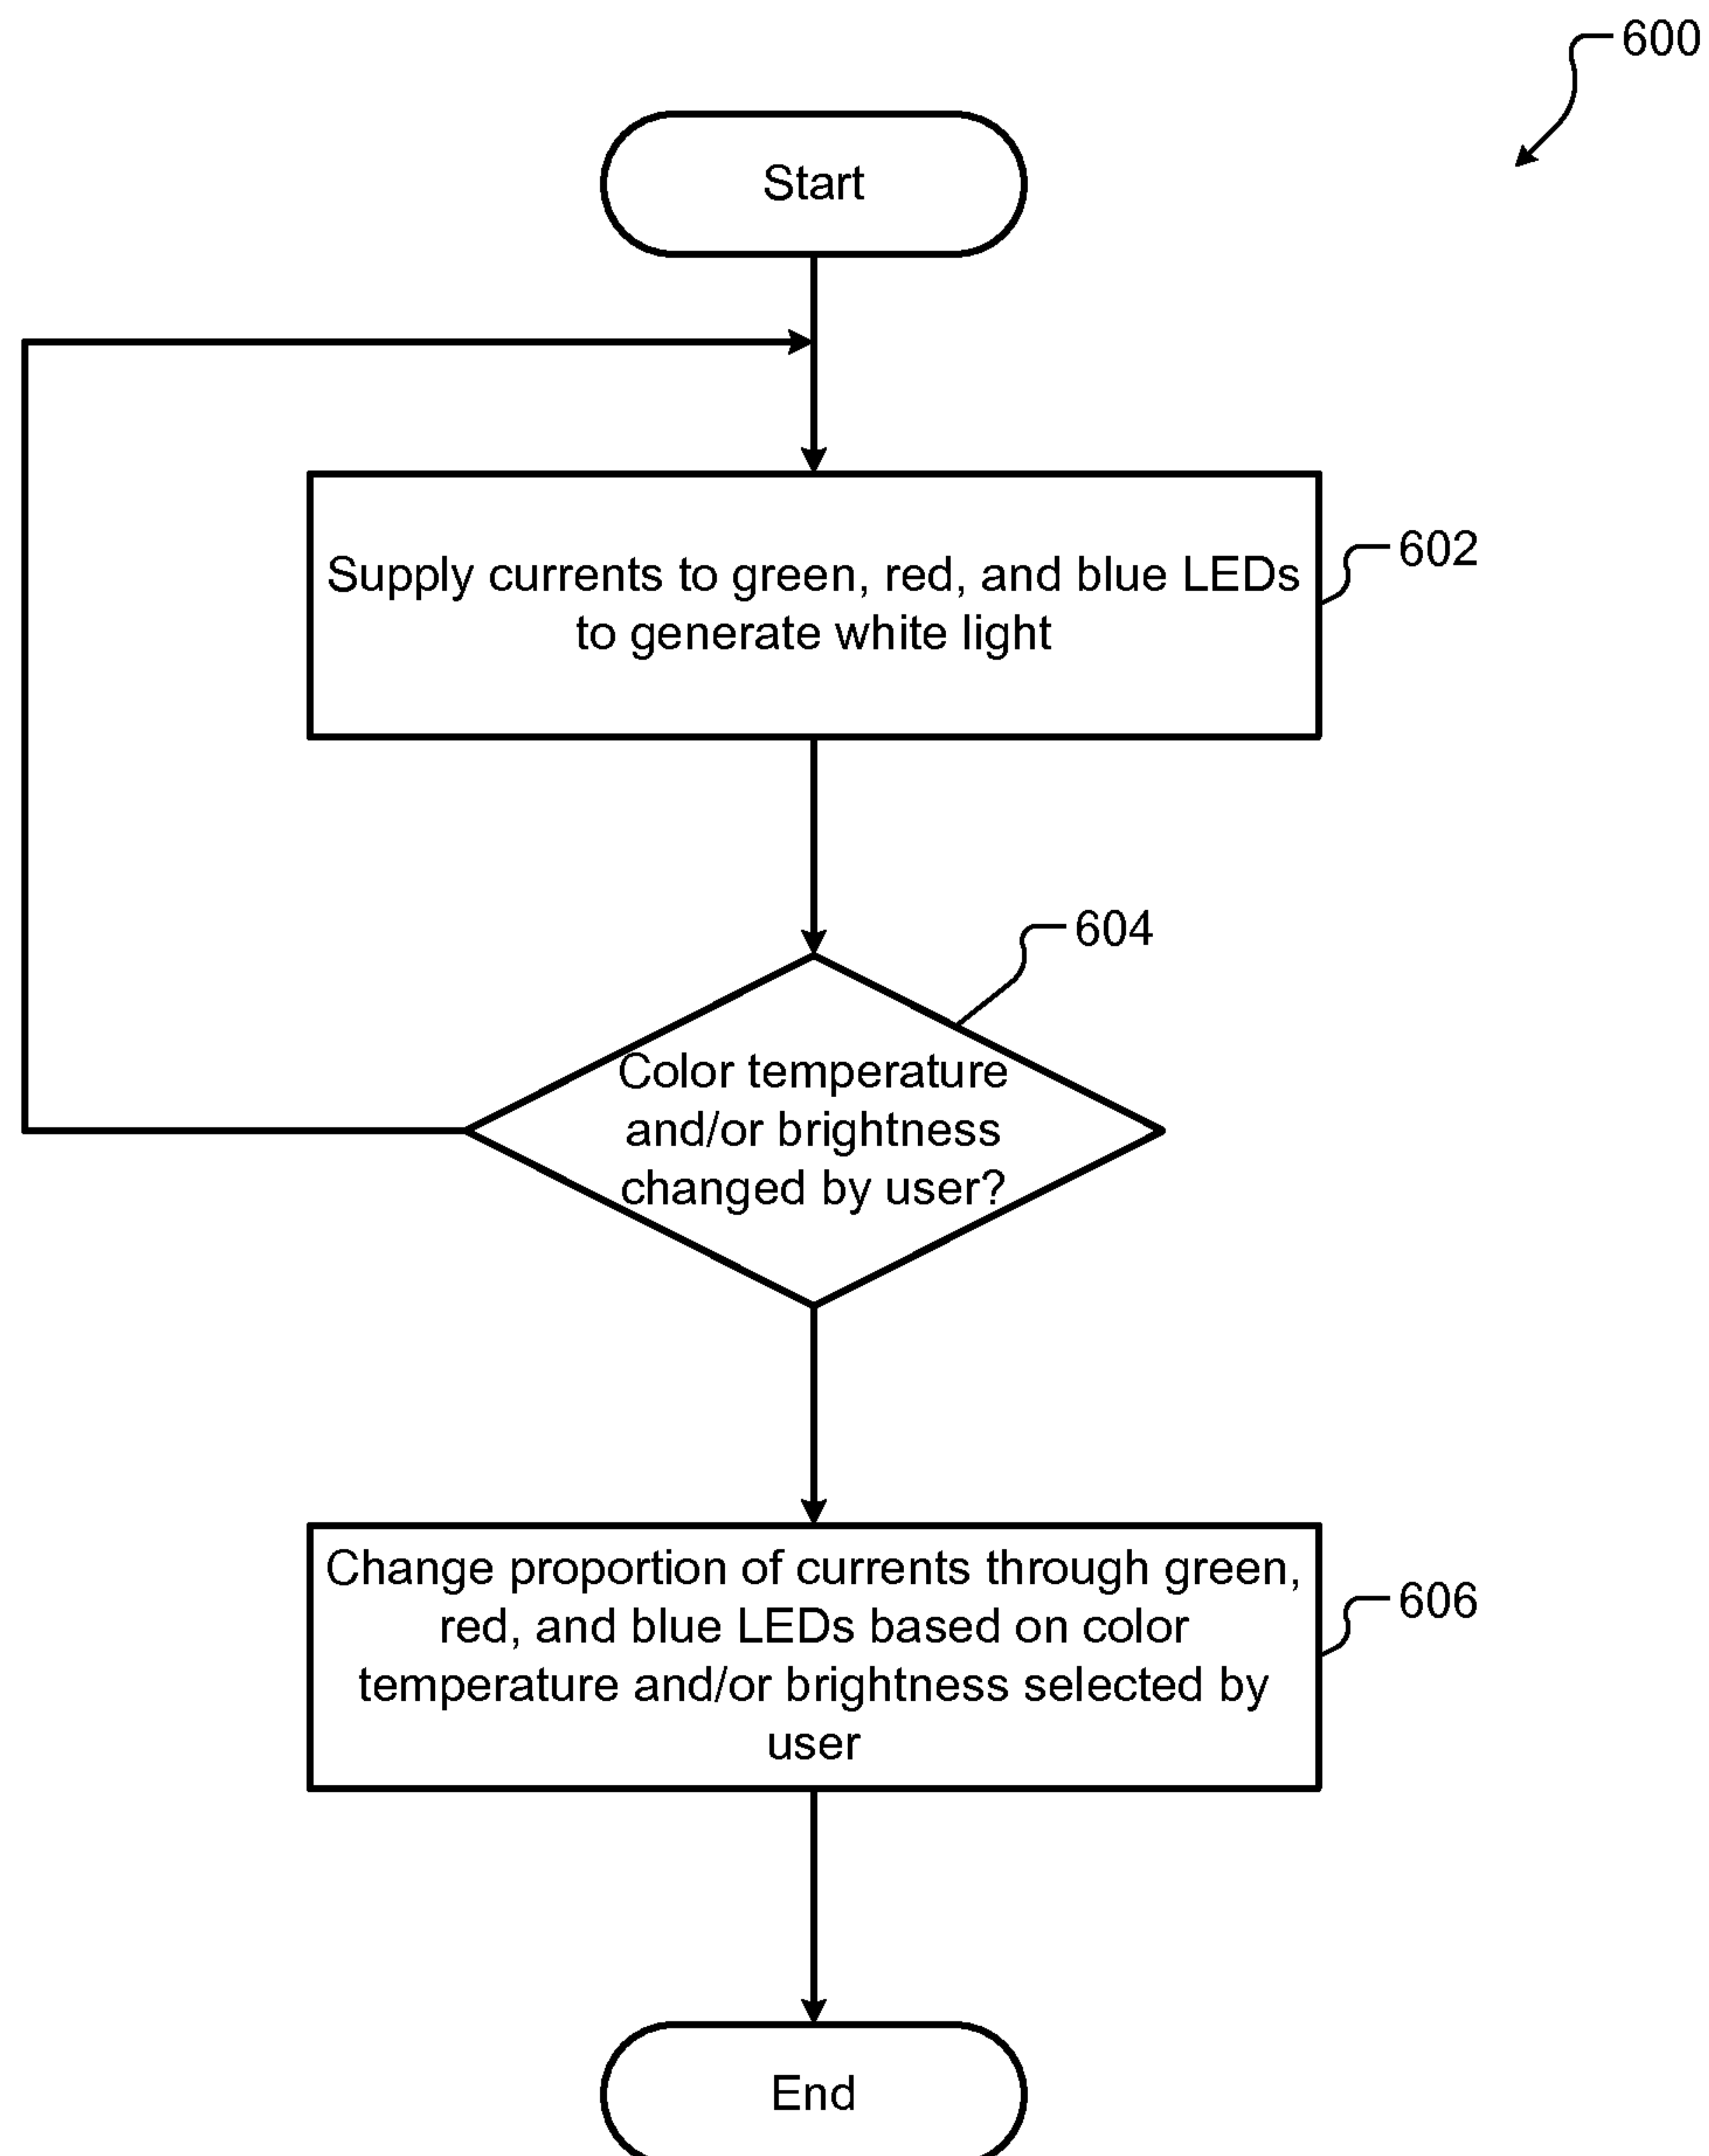 600
Start
Supply currents to green, red, and blue LEDs
to generate white light
602
604
Color temperature
and/or brightness
changed by user?
Change proportion of currents through green,
red, and blue LEDs based on color
temperature and/or brightness selected by
user
606
End